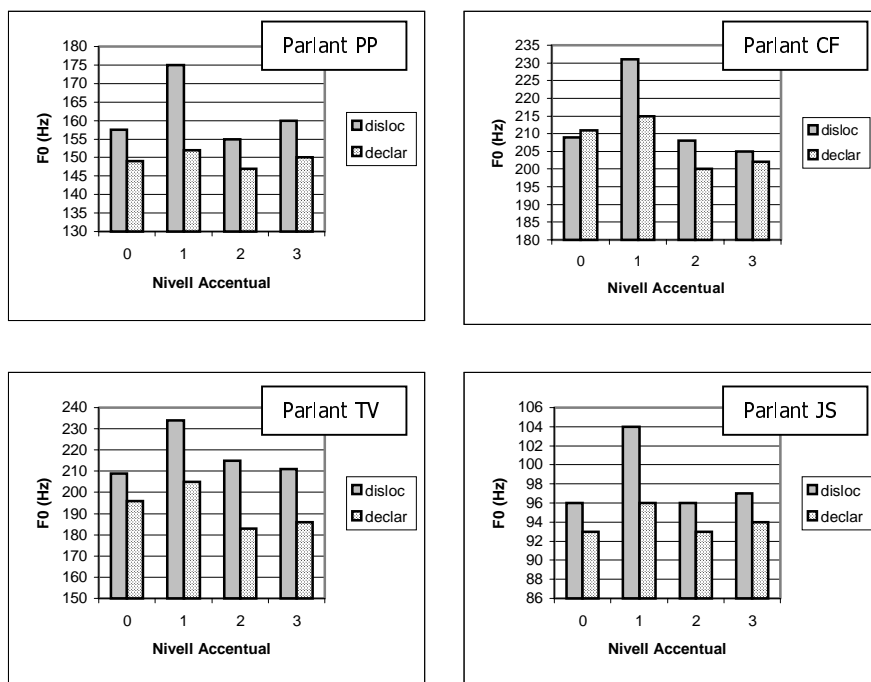 Parlant PP
F0 (Hz)
180
175
170
165
160
155
150
145
140
135
130
0 1 2 3
Nivell Accentual
disloc
declar
Parlant CF
F0 (Hz)
235
230
225
220
215
210
205
200
195
190
185
180
0 1 2 3
Nivell Accentual
disloc
declar
Parlant TV
F0 (Hz)
240
230
220
210
200
190
180
170
160
150
0 1 2 3
Nivell Accentual
disloc
declar
Parlant JS
F0 (Hz)
106
104
102
100
98
96
94
92
90
88
86
0 1 2 3
Nivell Accentual
disloc
declar